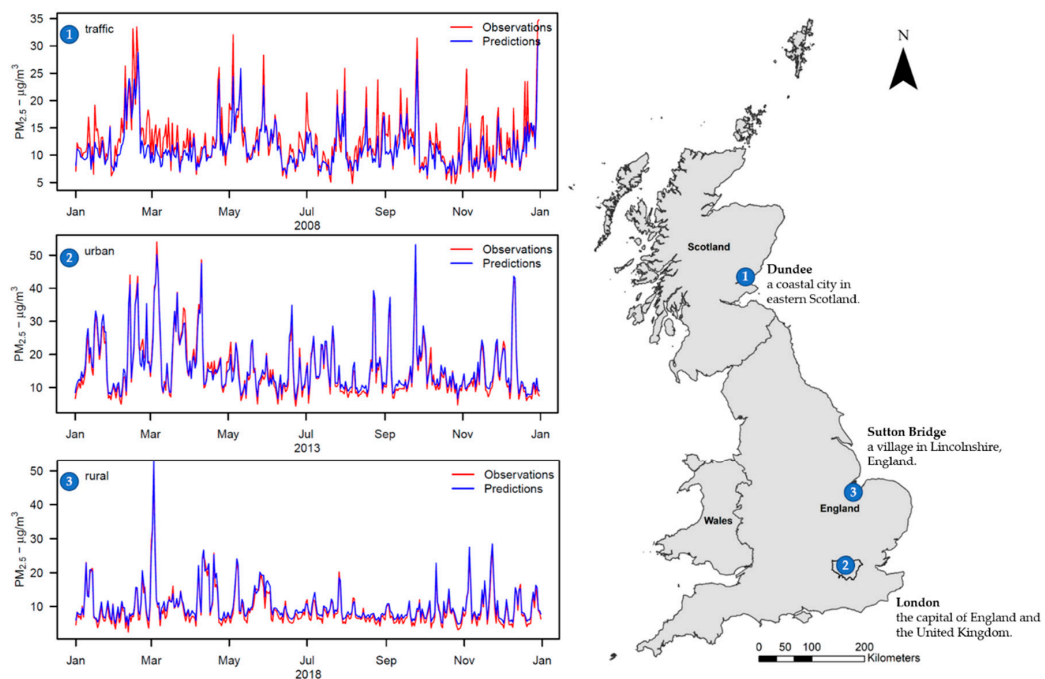 1 traffic
Observations
Predictions
PM2.5 − µg/m3
35
30
25
20
15
10
5
Jan Mar May Jul Sep Nov Jan
2008
2 urban
Observations
Predictions
PM2.5 − µg/m3
50
40
30
20
10
Jan Mar May Jul Sep Nov Jan
2013
3 rural
Observations
Predictions
PM2.5 − µg/m3
50
40
30
20
10
Jan Mar May Jul Sep Nov Jan
2018
N
Scotland
1
Dundee
a coastal city in
eastern Scotland.
Sutton Bridge
a village in Lincolnshire,
England.
3
England
Wales
2
London
the capital of England and
the United Kingdom.
0 50 100 200
Kilometers